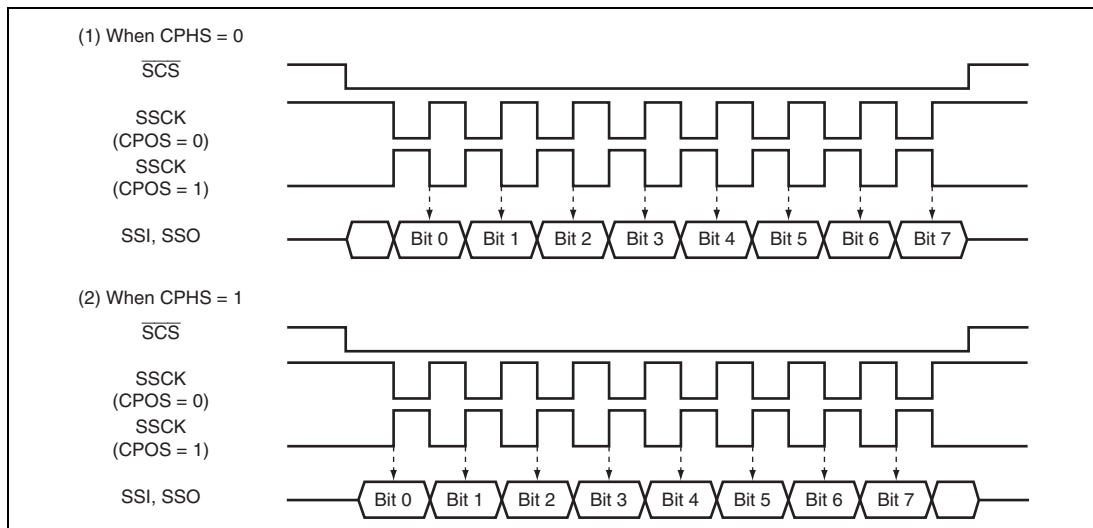 (1) When CPHS = 0
SCS
SSCK
(CPOS = 0)
SSCK
(CPOS = 1)
SSI, SSO
Bit 0 Bit 1 Bit 2 Bit 3 Bit 4 Bit 5 Bit 6 Bit 7
(2) When CPHS = 1
SCS
SSCK
(CPOS = 0)
SSCK
(CPOS = 1)
SSI, SSO
Bit 0 Bit 1 Bit 2 Bit 3 Bit 4 Bit 5 Bit 6 Bit 7